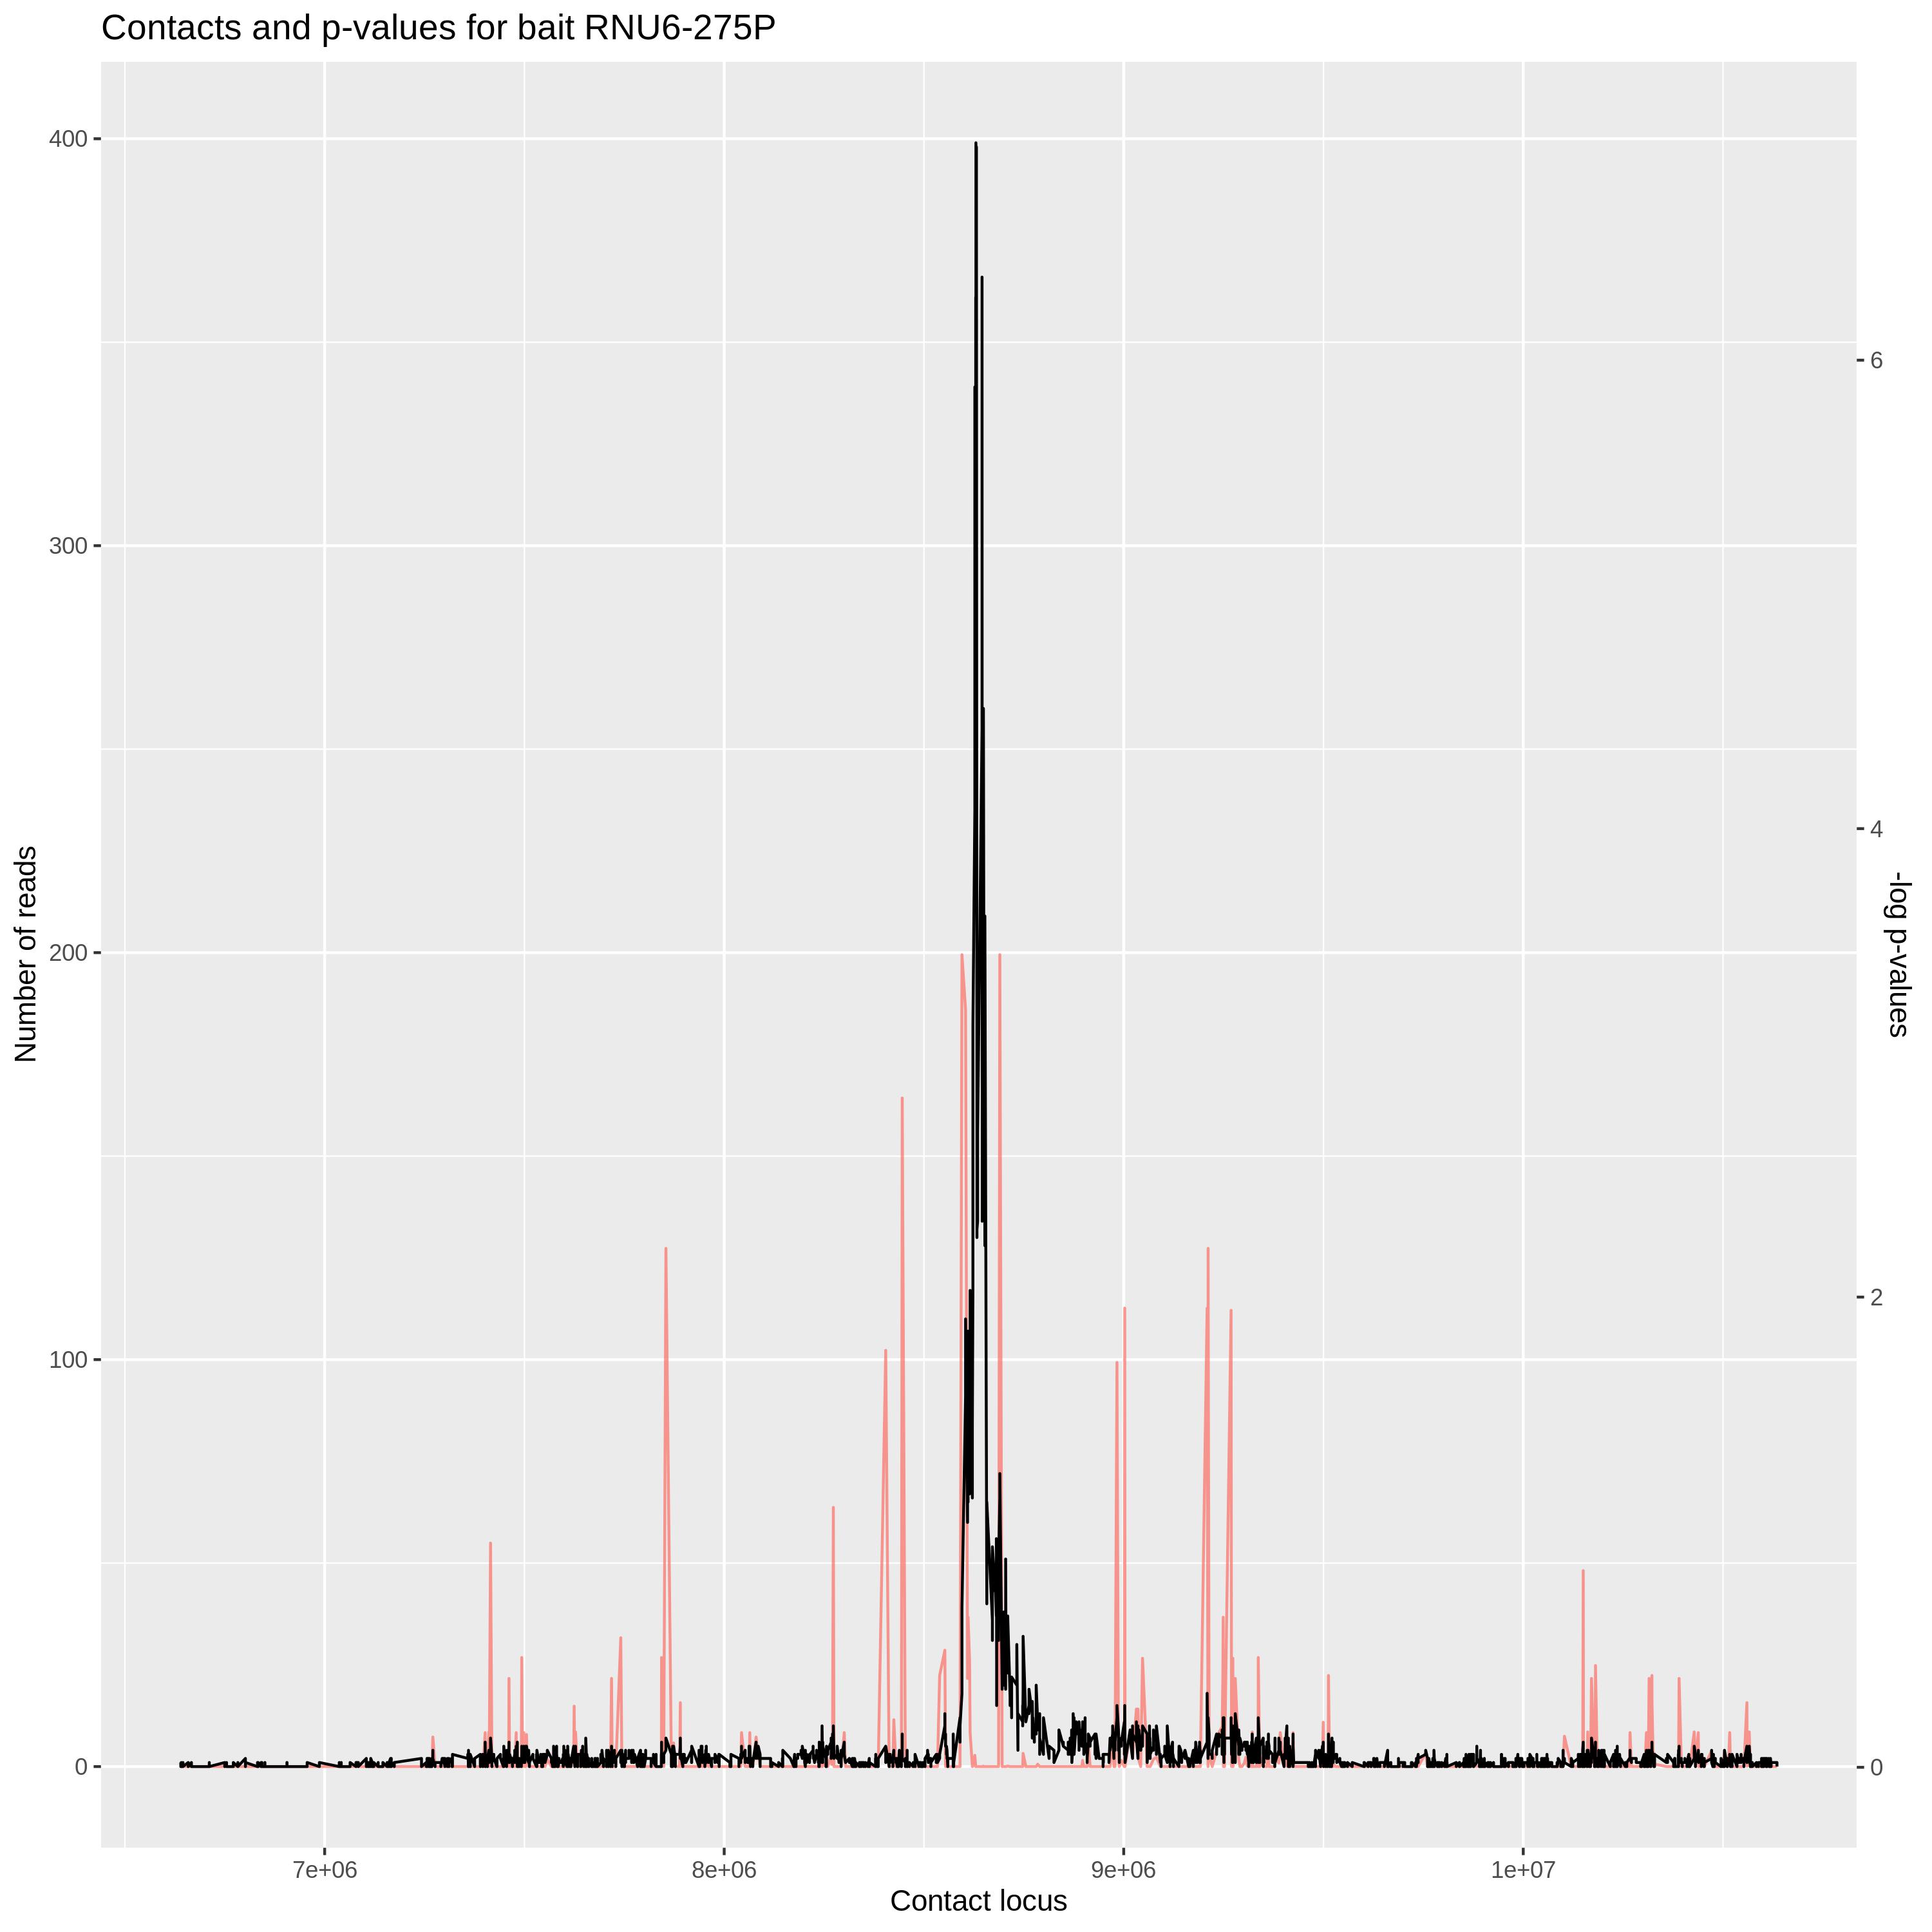 Contacts and p-values for bait RNU6-275P
400
300
200
100
0
Number of reads
6
4
2
0
-log p-values
7e+06
8e+06
9e+06
1e+07
Contact locus